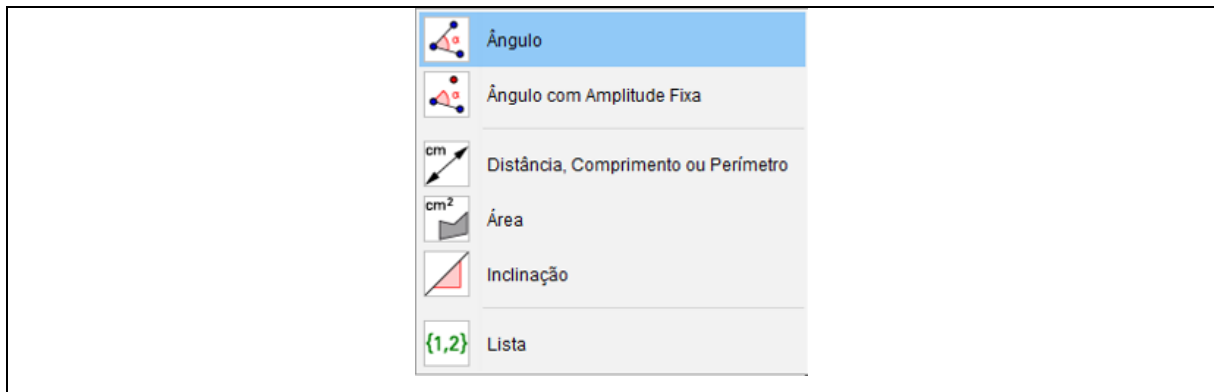 α Ângulo
α Ângulo com Amplitude Fixa
cm Distância, Comprimento ou Perímetro
cm² Área
Inclinação
{1,2} Lista